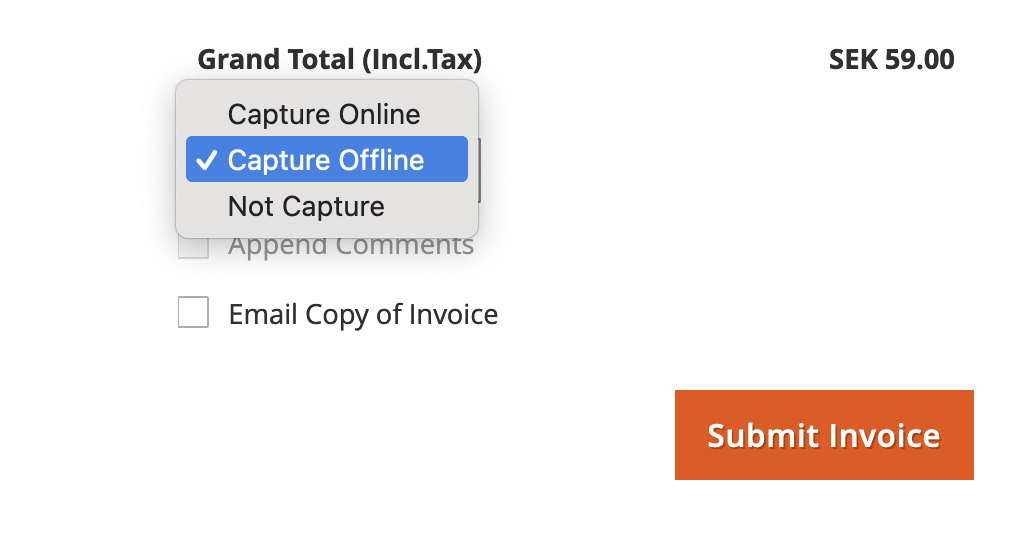 Grand Total (Incl.Tax) SEK 59.00
Capture Online
✓ Capture Offline
Not Capture
Append Comments
Email Copy of Invoice
Submit Invoice